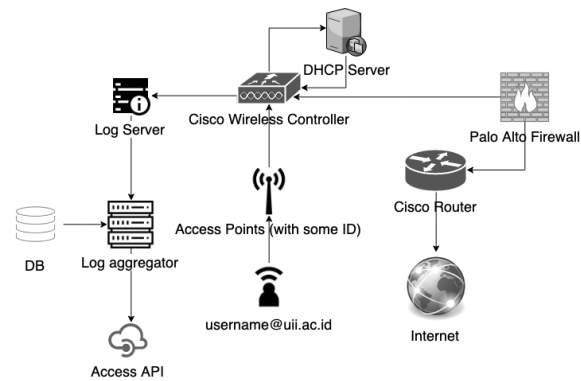 DHCP Server
Log Server
Cisco Wireless Controller
Palo Alto Firewall
Cisco Router
Access Points (with some ID)
DB
Log aggregator
username@uii.ac.id
Internet
Access API